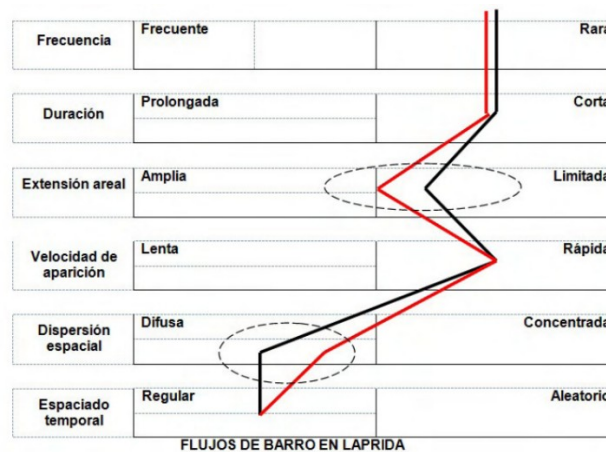 Frecuencia
Frecuente
Rara
Duración
Prolongada
Corta
Extensión areal
Amplia
Limitada
Velocidad de
aparición
Lenta
Rápida
Dispersión
espacial
Difusa
Concentrada
Espaciado
temporal
Regular
Aleatorio
FLUJOS DE BARRO EN LAPRIDA